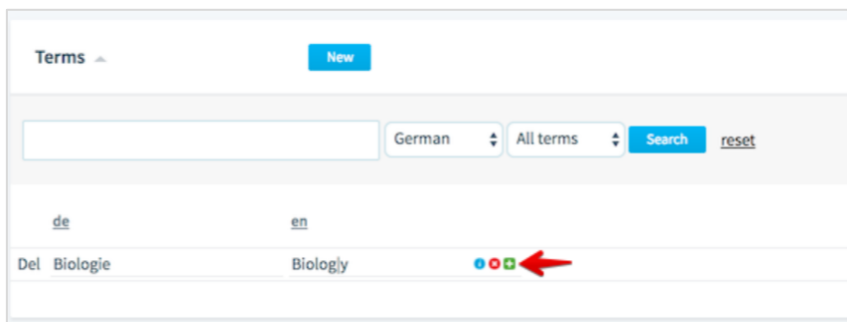 Terms New
German All terms Search reset
de en
Del Biologie Biology